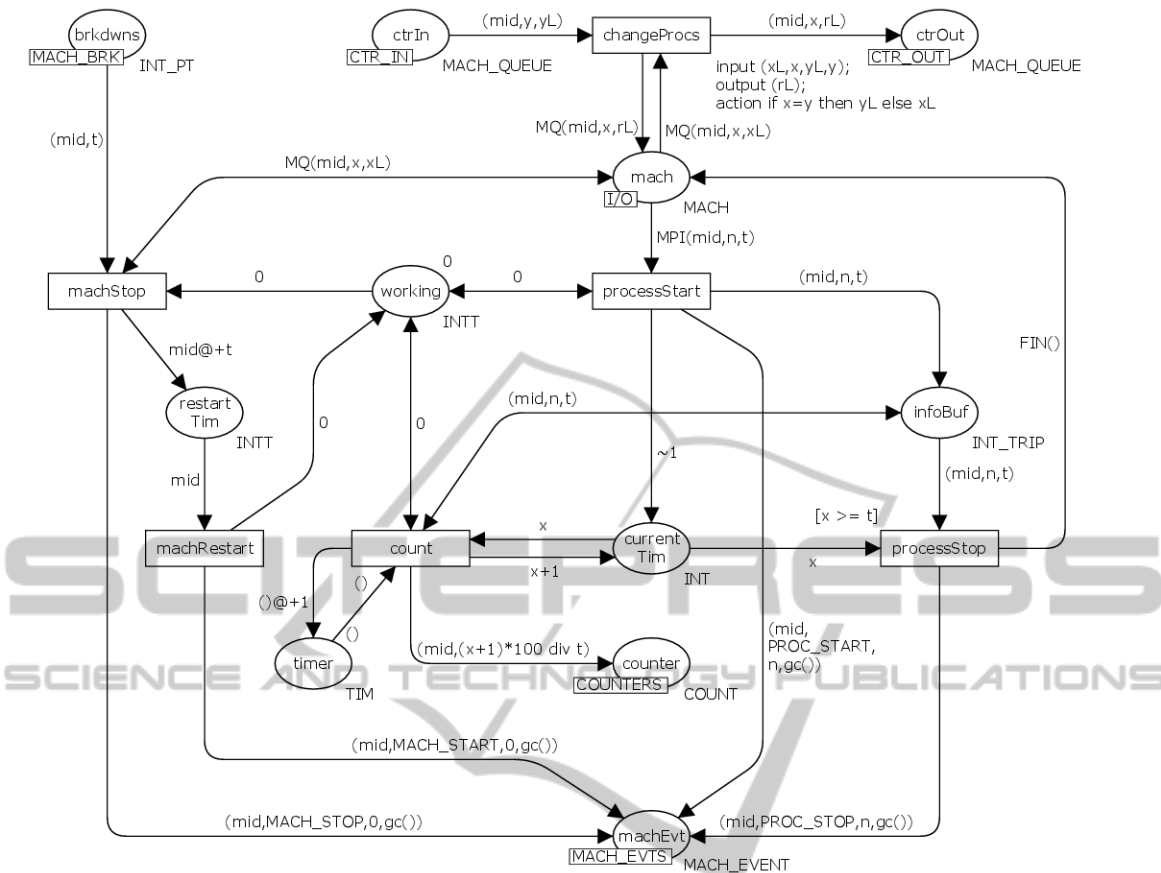 brkdwns
MACH_BRK
INT_PT
ctrIn
CTR_IN
MACH_QUEUE
(mid,y,yL)
changeProcs
(mid,x,rL)
ctrOut
CTR_OUT
MACH_QUEUE
input (xL,x,yL,y);
output (rL);
action if x=y then yL else xL
(mid,t)
MQ(mid,x,rL)
MQ(mid,x,xL)
MQ(mid,x,xL)
mach
I/O
MACH
MPI(mid,n,t)
machStop
0
working
0
INTT
0
processStart
(mid,n,t)
FIN()
mid@+t
restart
Tim
INTT
0
0
(mid,n,t)
infoBuf
INT_TRIP
mid
~1
(mid,n,t)
[x >= t]
machRestart
count
x
x+1
current
Tim
INT
x
processStop
()@+1
()
()
timer
TIM
(mid,(x+1)*100 div t)
counter
COUNTERS
COUNT
(mid,
PROC_START,
n,gc())
SCITEPRESS
SCIENCE AND TECHNOLOGY PUBLICATIONS
(mid,MACH_START,0,gc())
(mid,MACH_STOP,0,gc())
machEvt
MACH_EVTS
MACH_EVENT
(mid,PROC_STOP,n,gc())